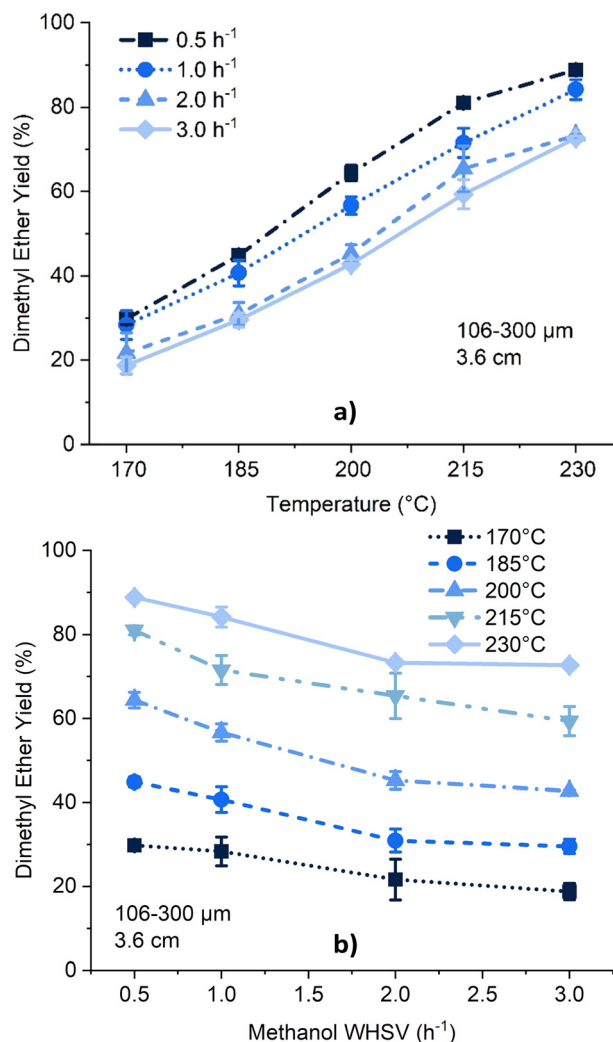 100
80
60
40
20
0
Dimethyl Ether Yield (%)
0.5 h⁻¹
1.0 h⁻¹
2.0 h⁻¹
3.0 h⁻¹
106-300 µm
3.6 cm
a)
170 185 200 215 230
Temperature (°C)
100
80
60
40
20
0
Dimethyl Ether Yield (%)
170°C
185°C
200°C
215°C
230°C
106-300 µm
3.6 cm
b)
0.5 1.0 1.5 2.0 2.5 3.0
Methanol WHSV (h⁻¹)